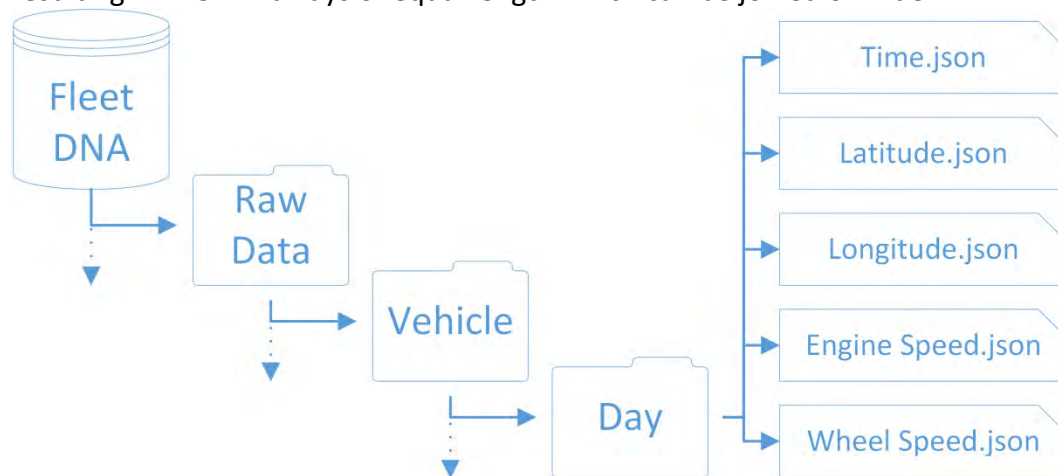 Fleet
DNA
Raw
Data
Vehicle
Day
Time.json
Latitude.json
Longitude.json
Engine Speed.json
Wheel Speed.json